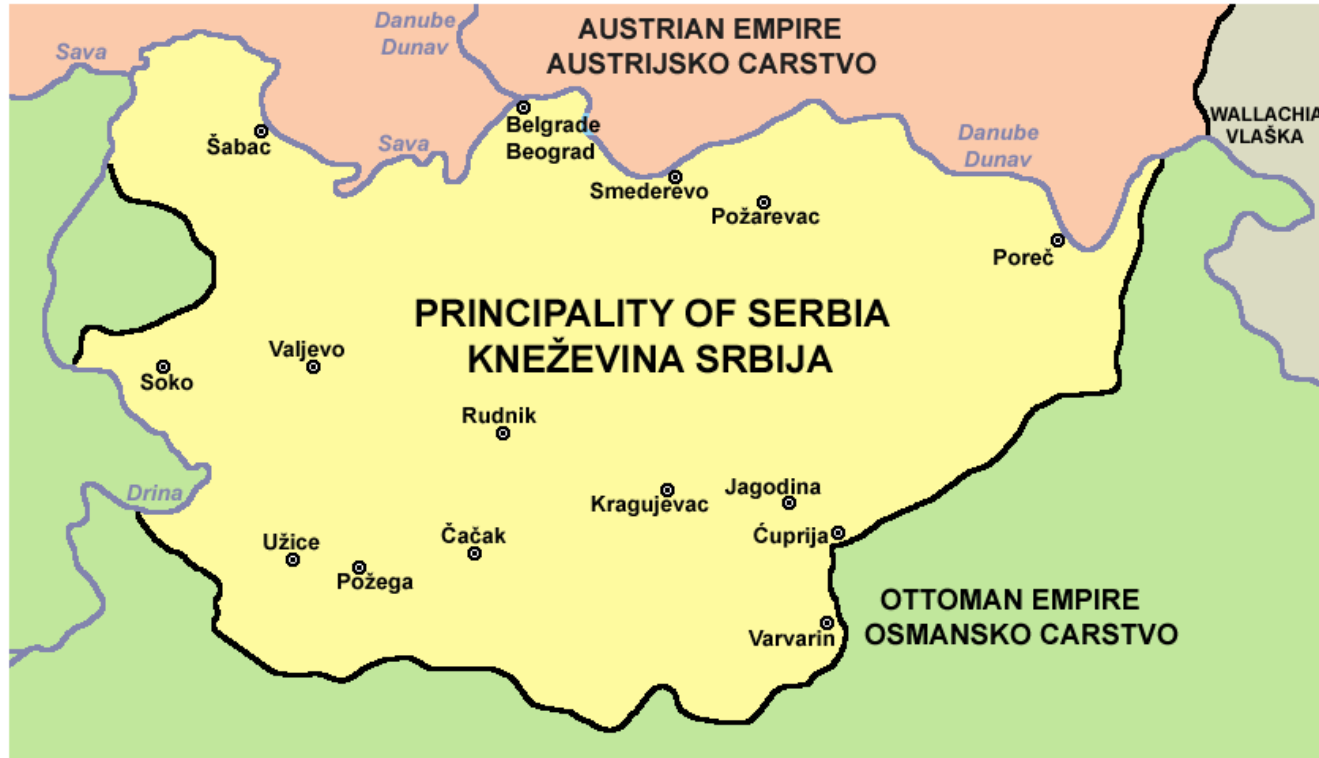 Danube
Dunav
AUSTRIAN EMPIRE
AUSTRIJSKO CARSTVO
Sava
WALLACHIA
VLAŠKA
Belgrade
Beograd
Šabac
Sava
Danube
Dunav
Smederevo
Požarevac
Poreč
PRINCIPALITY OF SERBIA
KNEŽEVINA SRBIJA
Valjevo
Soko
Rudnik
Drina
Kragujevac
Jagodina
Ćuprija
Užice
Požega
Čačak
OTTOMAN EMPIRE
OSMANSKO CARSTVO
Varvarin